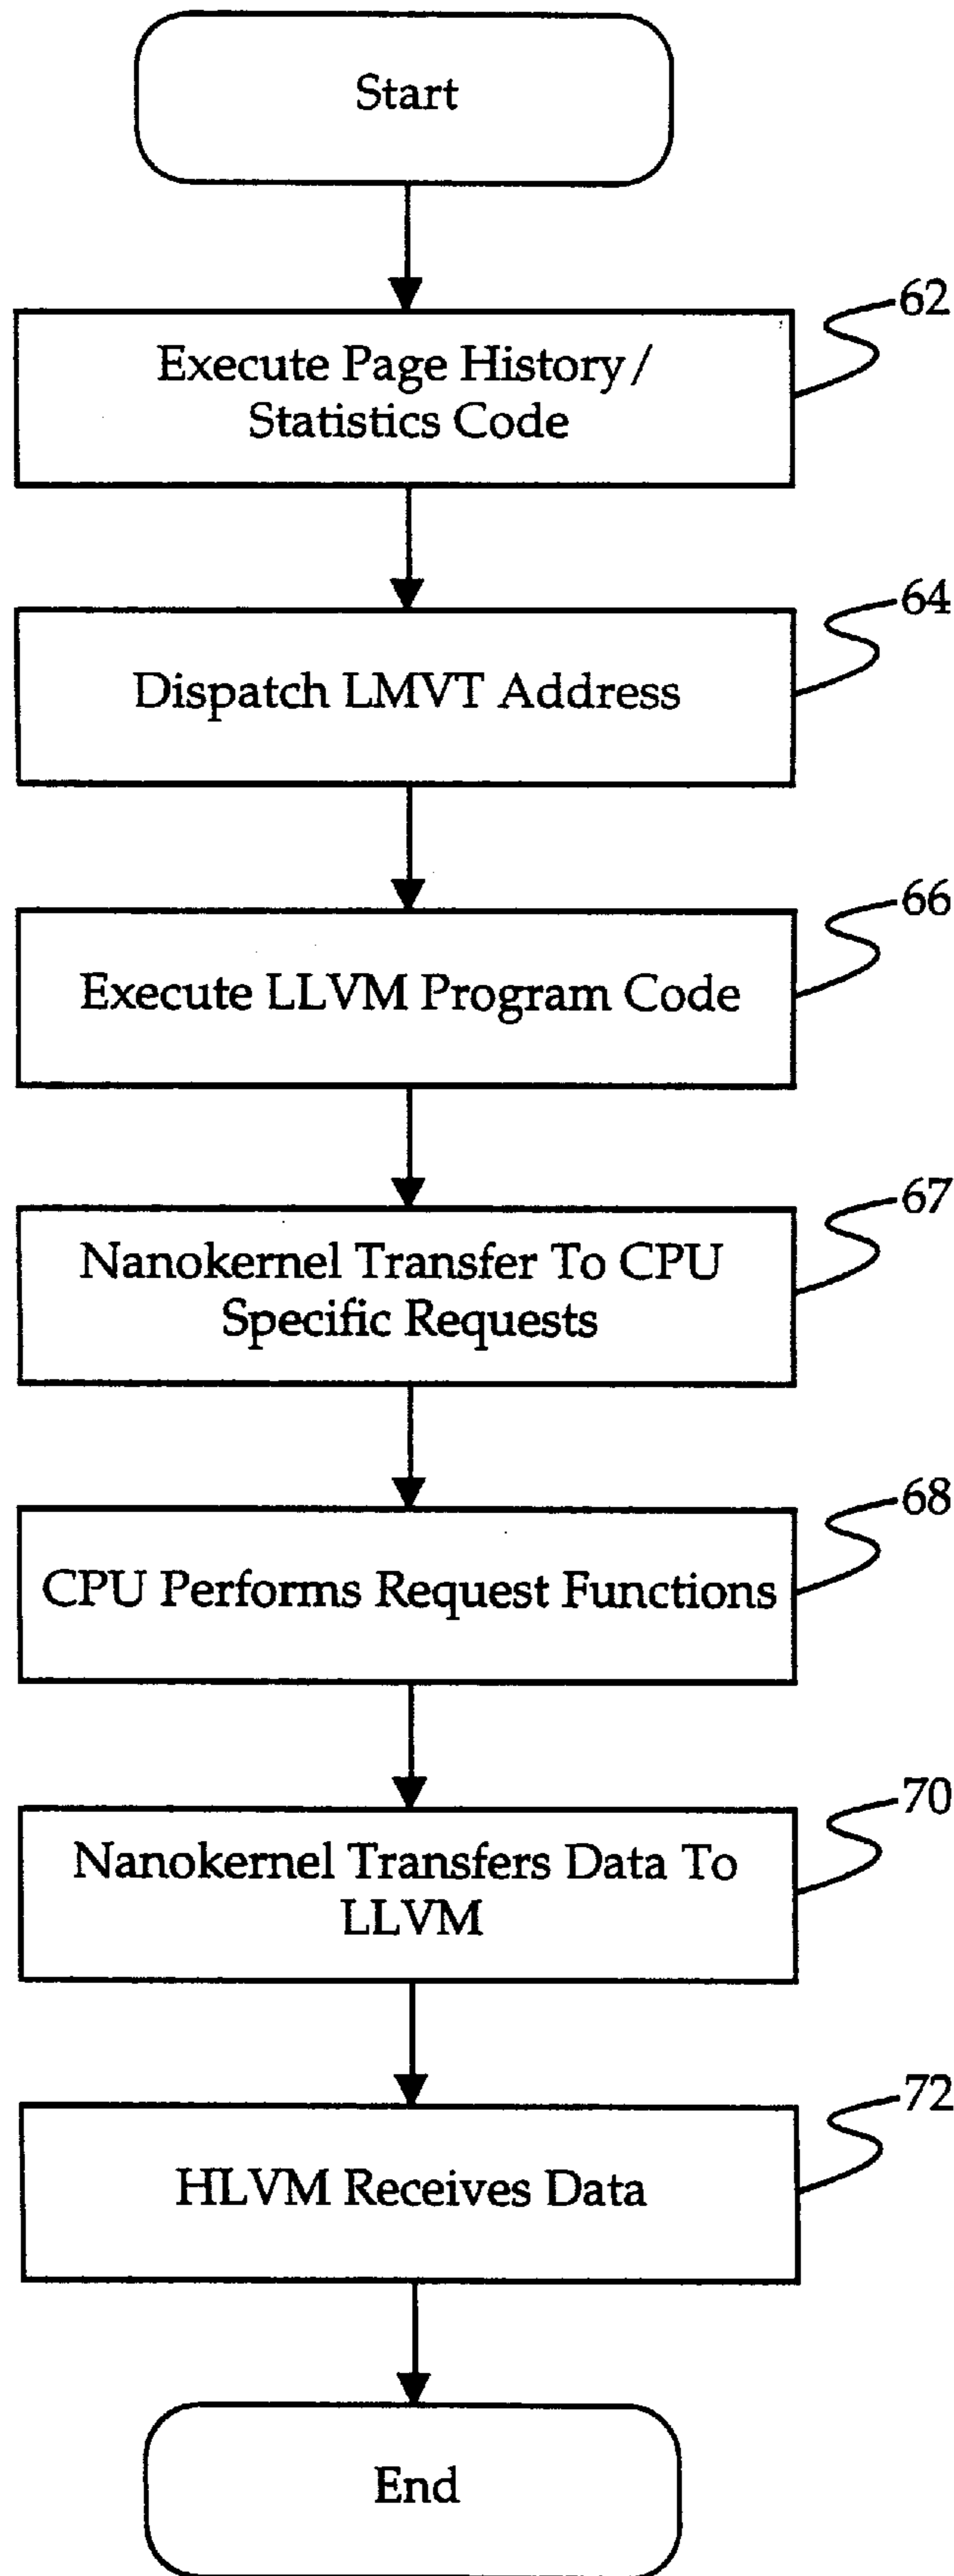 Start
62
Execute Page History/
Statistics Code
64
Dispatch LMVT Address
66
Execute LLVM Program Code
67
Nanokernel Transfer To CPU
Specific Requests
68
CPU Performs Request Functions
70
Nanokernel Transfers Data To
LLVM
72
HLVM Receives Data
End